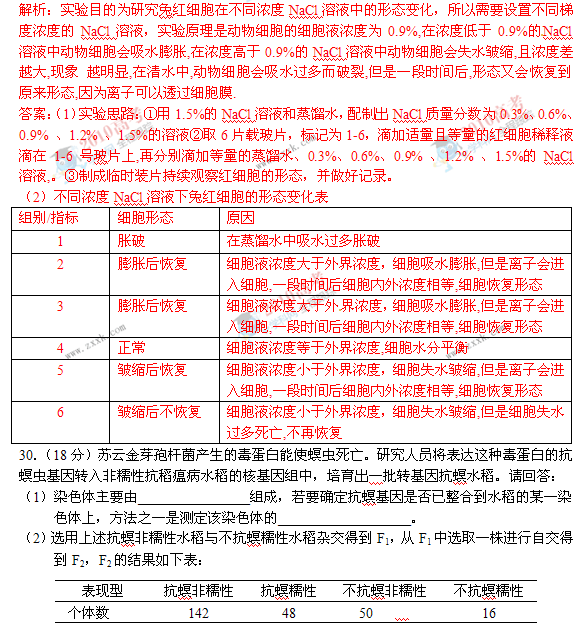 解析：实验目的为研究兔红细胞在不同浓度 NaCl 溶液中的形态变化，所以需要设置不同梯
度浓度的 NaCl 溶液，实验原理是动物细胞的细胞液浓度为 0.9%,在浓度低于 0.9%的NaCl
溶液中动物细胞会吸水膨胀,在浓度高于 0.9%的 NaCl 溶液中动物细胞会失水皱缩,且浓度差
越大,现象 越明显,在清水中,动物细胞会吸水过多而破裂,但是一段时间后,形态又会恢复到
原来形态,因为离子可以透过细胞膜.
答案：(1) 实验思路：①用 1.5%的 NaCl溶液和蒸馏水，配制出 NaCl 质量分数为 0.3%、0.6%、
0.9% 、1.2% 、1.5%的溶液②取 6 片载玻片，标记为 1-6，滴加适量且等量的红细胞稀释液
滴在 1-6 号玻片上,再分别滴加等量的蒸馏水、0.3%、0.6%、0.9% 、1.2% 、1.5%的 NaCl
溶液,。③制成临时装片持续观察红细胞的形态，并做好记录。
（2）不同浓度 NaCl溶液下兔红细胞的形态变化表
组别/指标 细胞形态 原因
1 胀破 在蒸馏水中吸水过多胀破
2 膨胀后恢复 细胞液浓度大于外界浓度，细胞吸水膨胀,但是离子会进
入细胞,一段时间后细胞内外浓度相等,细胞恢复形态
3 膨胀后恢复 细胞液浓度大于外界浓度，细胞吸水膨胀,但是离子会进
入细胞,一段时间后细胞内外浓度相等,细胞恢复形态
4 正常 细胞液浓度等于外界浓度,细胞水分平衡
5 皱缩后恢复 细胞液浓度小于外界浓度，细胞失水皱缩,但是离子会进
入细胞,一段时间后细胞内外浓度相等,细胞恢复形态
6 皱缩后不恢复 细胞液浓度小于外界浓度，细胞失水皱缩,但是细胞失水
过多死亡,不再恢复
30.（18 分）苏云金芽孢杆菌产生的毒蛋白能使螟虫死亡。研究人员将表达这种毒蛋白的抗
螟虫基因转入非糯性抗稻瘟病水稻的核基因组中，培育出一批转基因抗螟水稻。请回答：
（1）染色体主要由________________组成，若要确定抗螟基因是否已整合到水稻的某一染
色体上，方法之一是测定该染色体的___________________。
（2）选用上述抗螟非糯性水稻与不抗螟糯性水稻杂交得到 F1，从 F1 中选取一株进行自交得
到 F2，F2 的结果如下表：
表现型 抗螟非糯性 抗螟糯性 不抗螟非糯性 不抗螟糯性
个体数 142 48 50 16